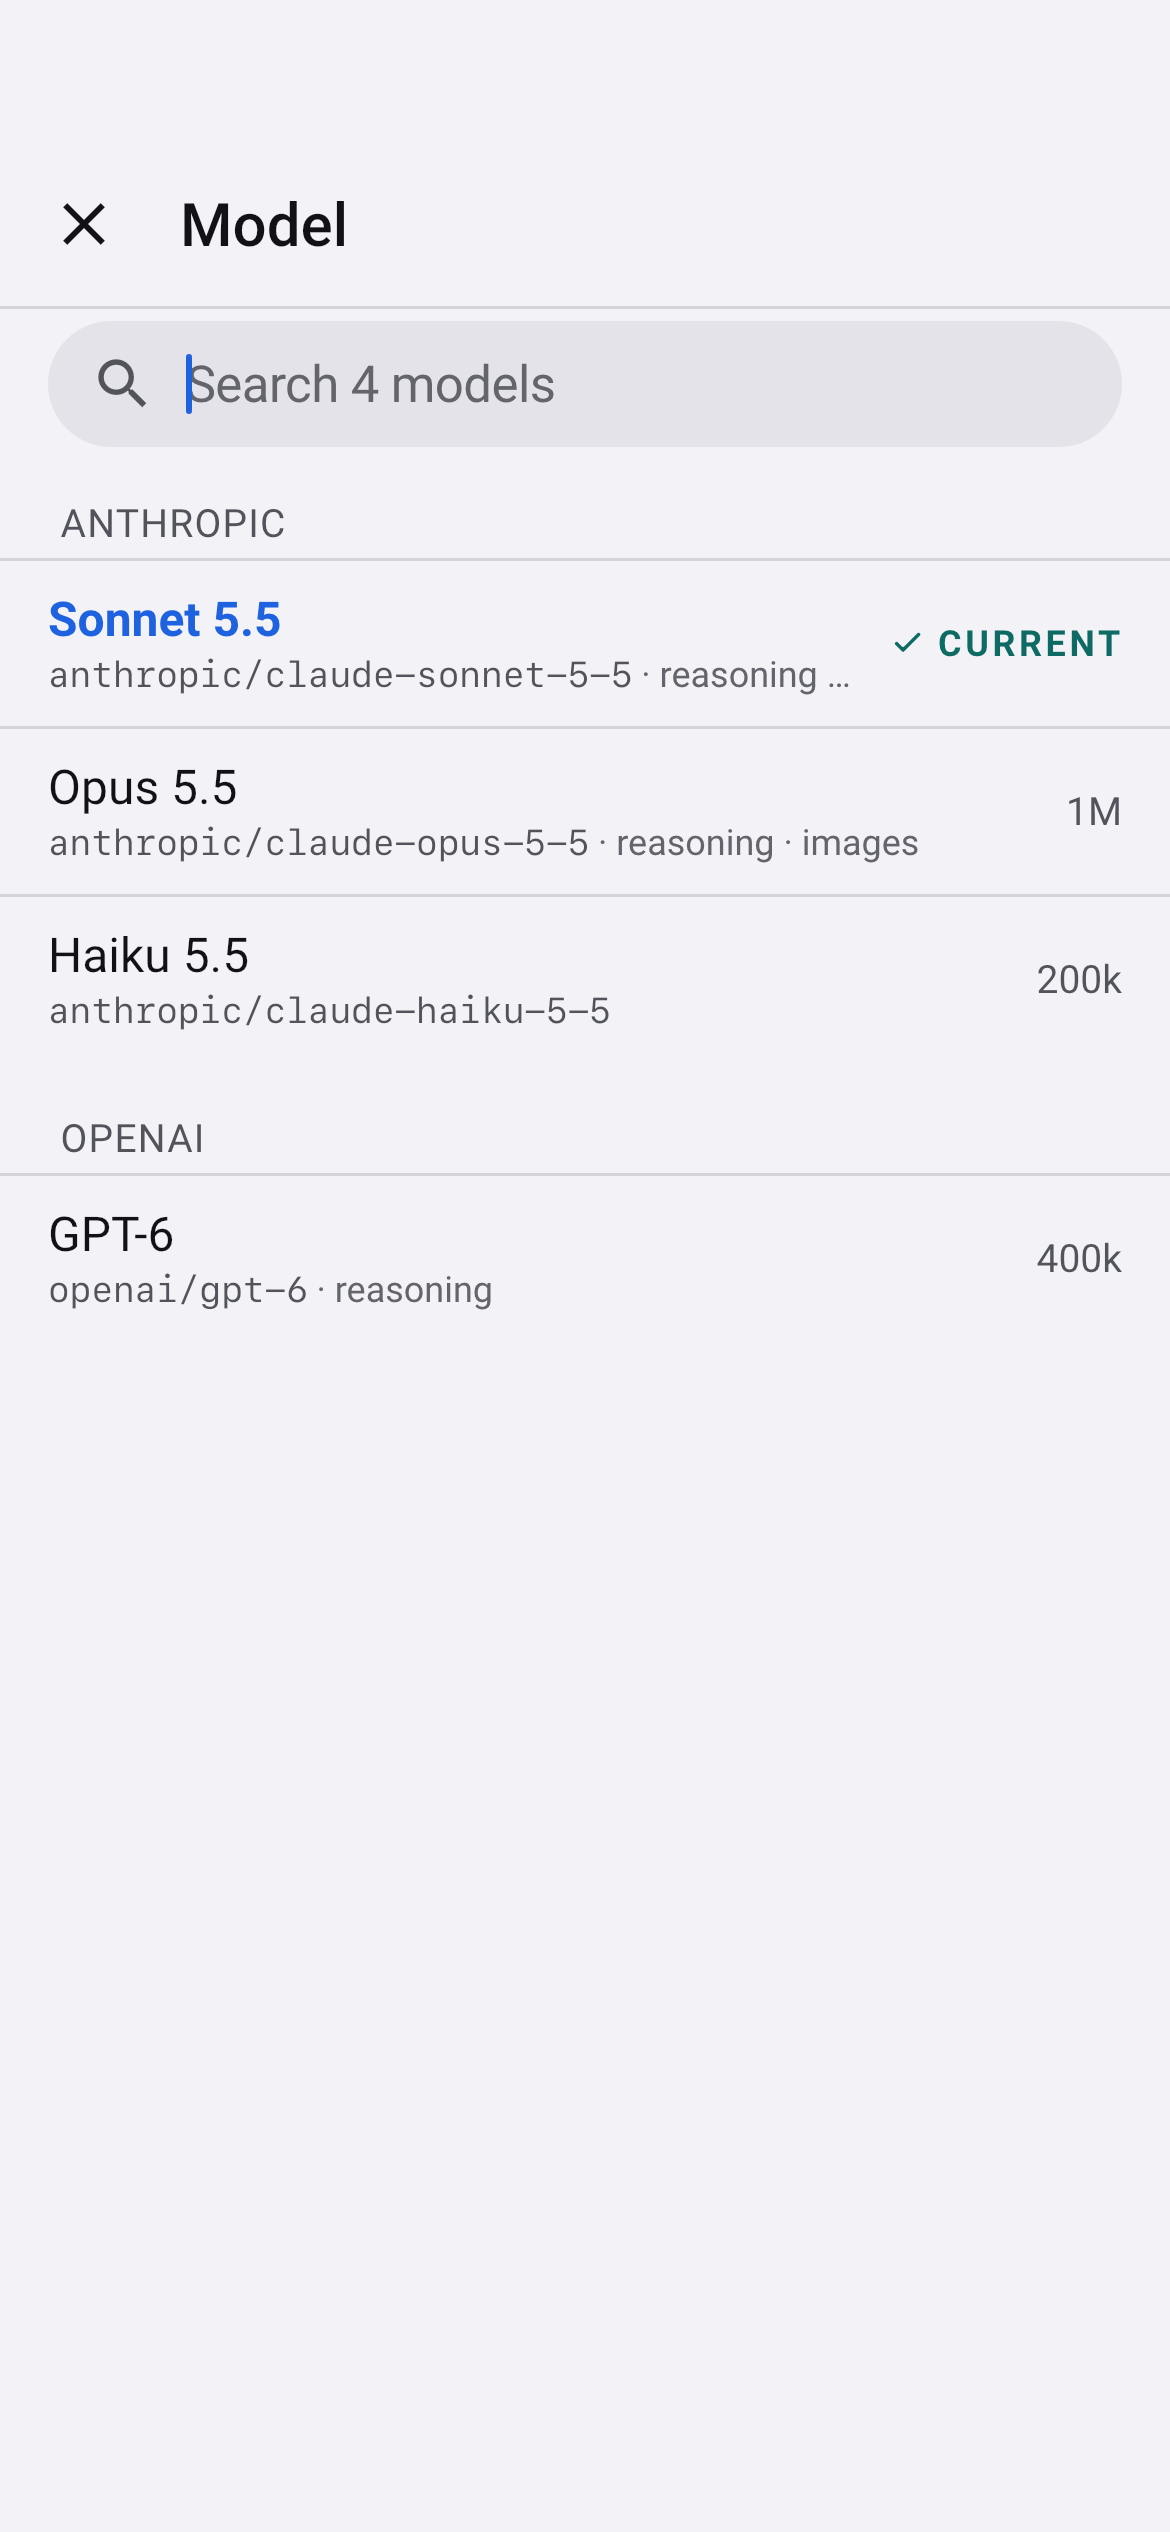 Model
Search 4 models
ANTHROPIC
Sonnet 5.5
anthropic/claude-sonnet-5-5 · reasoning …
✓ CURRENT
Opus 5.5
anthropic/claude-opus-5-5 · reasoning · images
1M
Haiku 5.5
anthropic/claude-haiku-5-5
200k
OPENAI
GPT-6
openai/gpt-6 · reasoning
400k